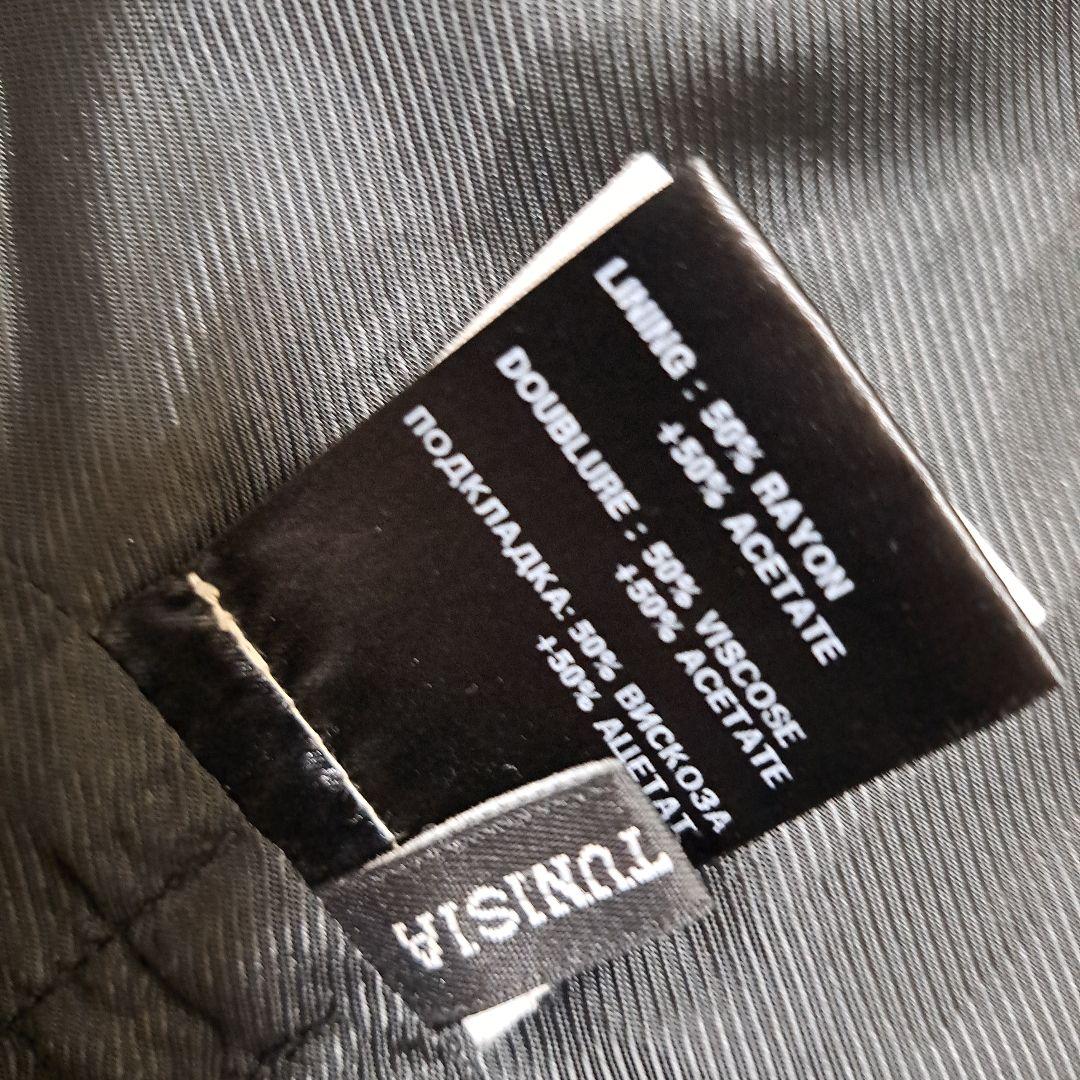 LINING : 50% RAYON
+50% ACETATE
DOUBLURE : 50% VISCOSE
+50% ACETATE
ПОДКЛАДКА: 50% ВИСКОЗА
+50% АЦЕТАТ
TUNISIA